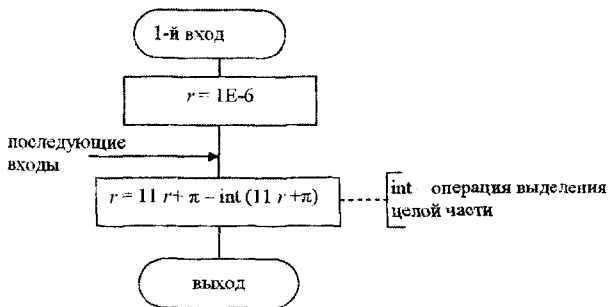 1-й вход
r = 1E-6
последующие
входы
r = 11 r + π – int (11 r +π)
int операция выделения
целой части
выход